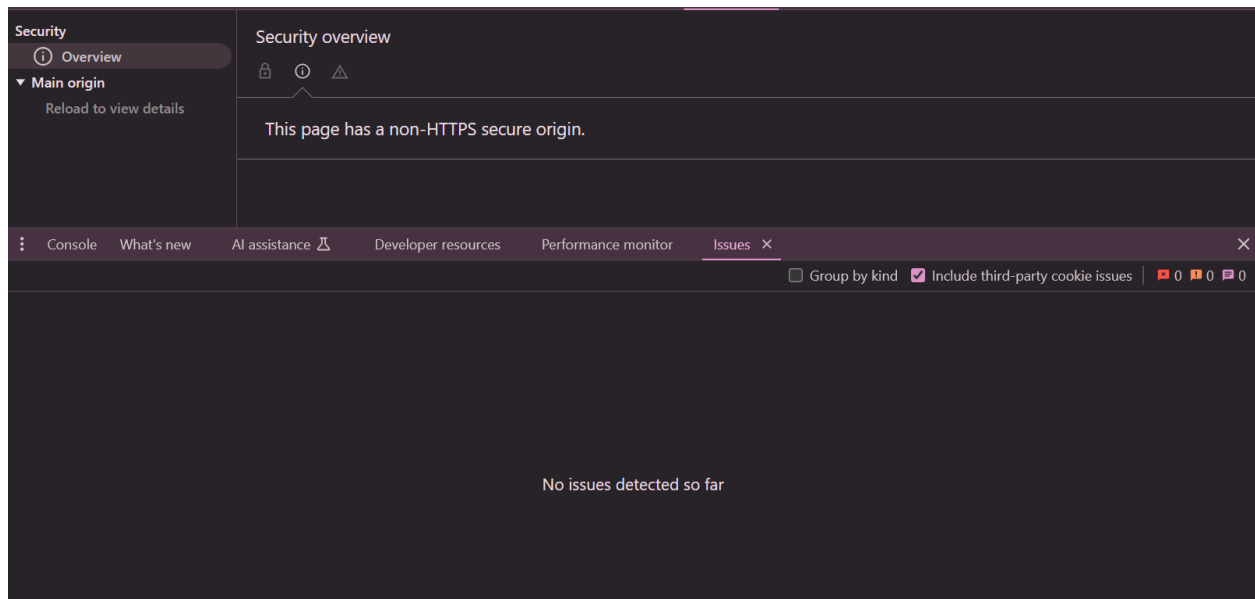 Security
Overview
Main origin
Reload to view details
Security overview
This page has a non-HTTPS secure origin.
Console What's new AI assistance Developer resources Performance monitor Issues
Group by kind Include third-party cookie issues 0 0 0
No issues detected so far